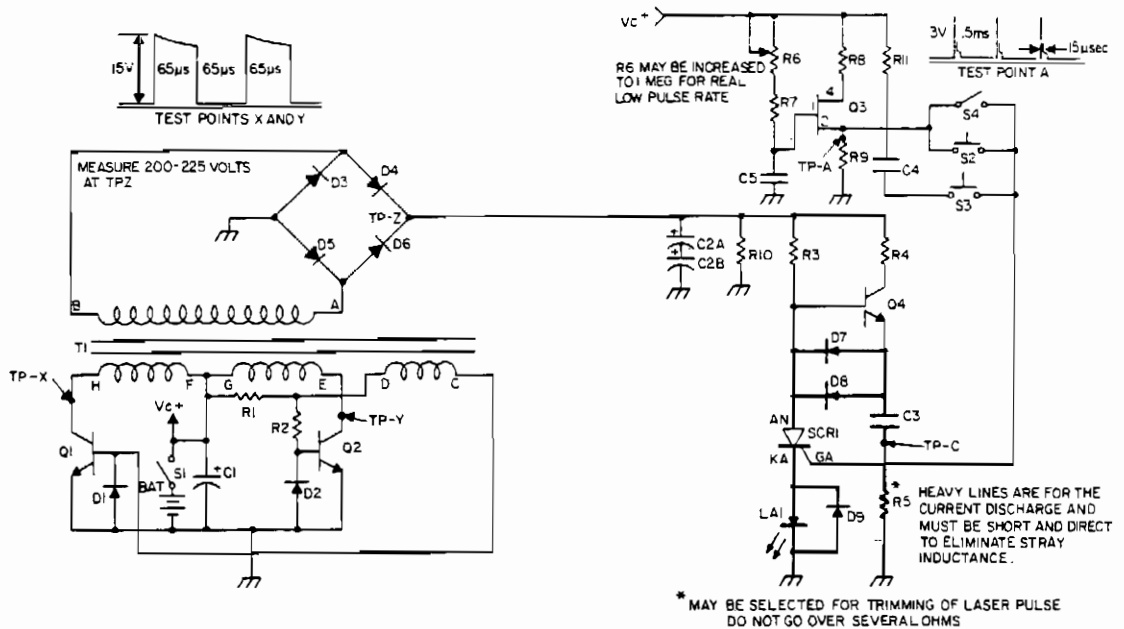 15V
65µs 65µs 65µs
TEST POINTS X AND Y
MEASURE 200-225 VOLTS
AT TPZ
D3
D4
TP-Z
D5
D6
B
A
T1
TP-X
H
F
G
E
D
C
Vc+
R1
R2
TP-Y
Q1
S1
BAT
C1
D1
D2
Q2
Vc+
R6 MAY BE INCREASED
TO 1 MEG FOR REAL
LOW PULSE RATE
R6
R8
R11
R7
4
1
2
Q3
TP-A
R9
C5
C4
S4
S2
S3
3V .5ms
15µsec
TEST POINT A
C2A
C2B
R10
R3
R4
Q4
D7
D8
C3
AN
SCR1
KA
GA
TP-C
LA1
D9
*
R5
HEAVY LINES ARE FOR THE
CURRENT DISCHARGE AND
MUST BE SHORT AND DIRECT
TO ELIMINATE STRAY
INDUCTANCE.
* MAY BE SELECTED FOR TRIMMING OF LASER PULSE
DO NOT GO OVER SEVERAL OHMS